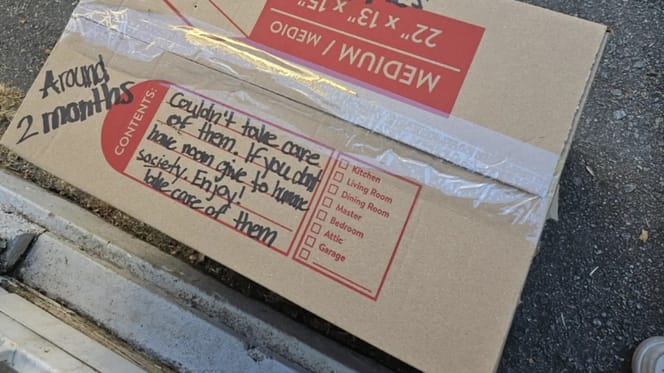 MEDIUM / MEDIO
22" x 13" x 15"
Around
2 months
CONTENTS:
Couldn't take care
of them. If you dont
have room give to humane
society. Enjoy!
take care of them
Kitchen
Living Room
Dining Room
Master
Bedroom
Attic
Garage